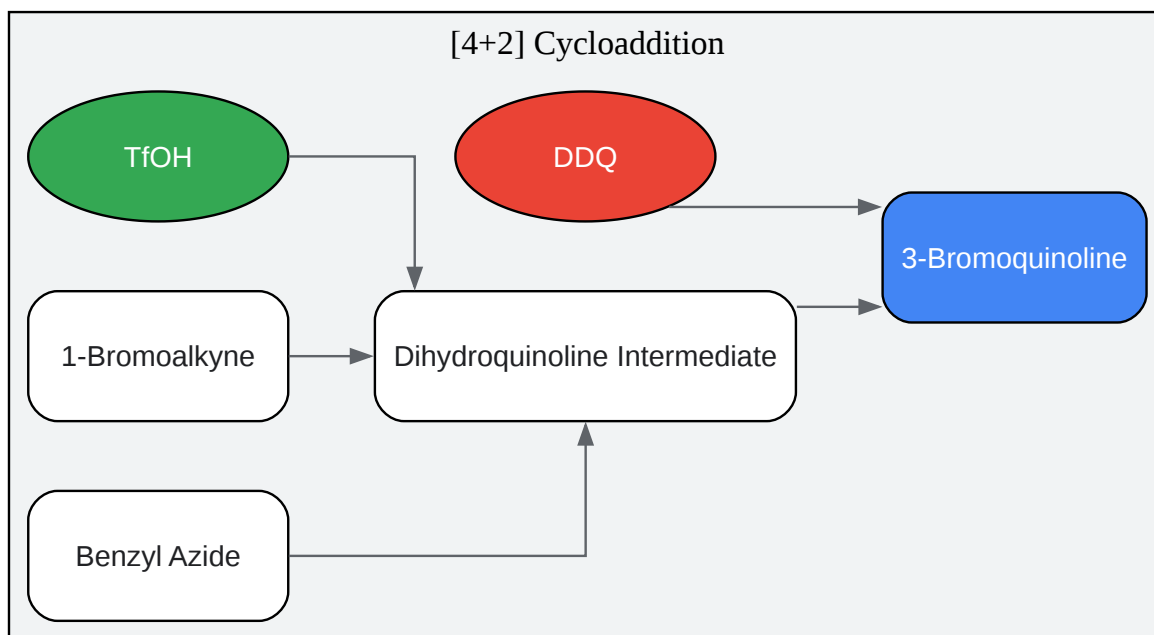 [4+2] Cycloaddition
TfOH
DDQ
3-Bromoquinoline
1-Bromoalkyne
Dihydroquinoline Intermediate
Benzyl Azide